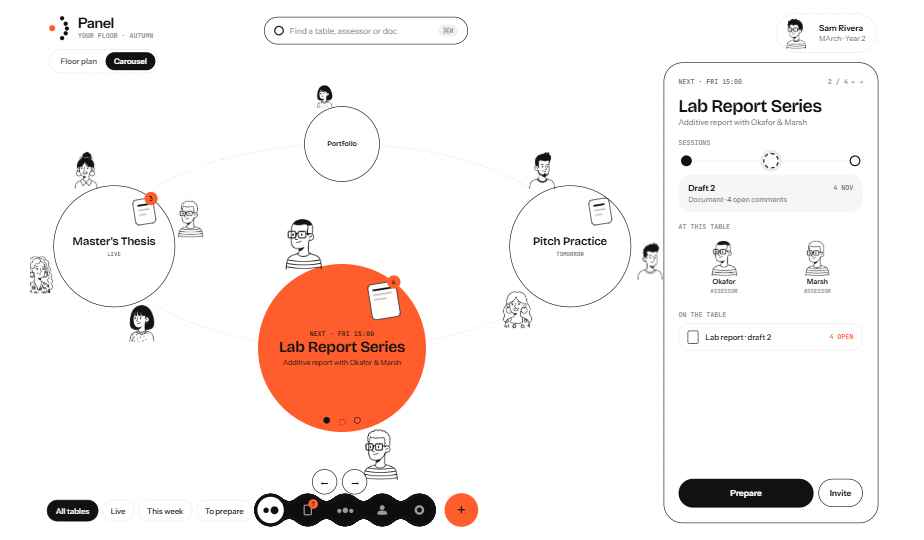 Panel
YOUR FLOOR · AUTUMN
Floor plan
Carousel
Find a table, assessor or doc
⌘K
Sam Rivera
MArch · Year 2
Portfolio
3
Master's Thesis
LIVE
Pitch Practice
TOMORROW
4
NEXT · FRI 15:00
Lab Report Series
Additive report with Okafor & Marsh
← →
All tables
Live
This week
To prepare
+
NEXT · FRI 15:00
2 / 4 ← →
Lab Report Series
Additive report with Okafor & Marsh
SESSIONS
Draft 2
4 NOV
Document · 4 open comments
AT THIS TABLE
Okafor
ASSESSOR
Marsh
ASSESSOR
ON THE TABLE
Lab report · draft 2
4 OPEN
Prepare
Invite